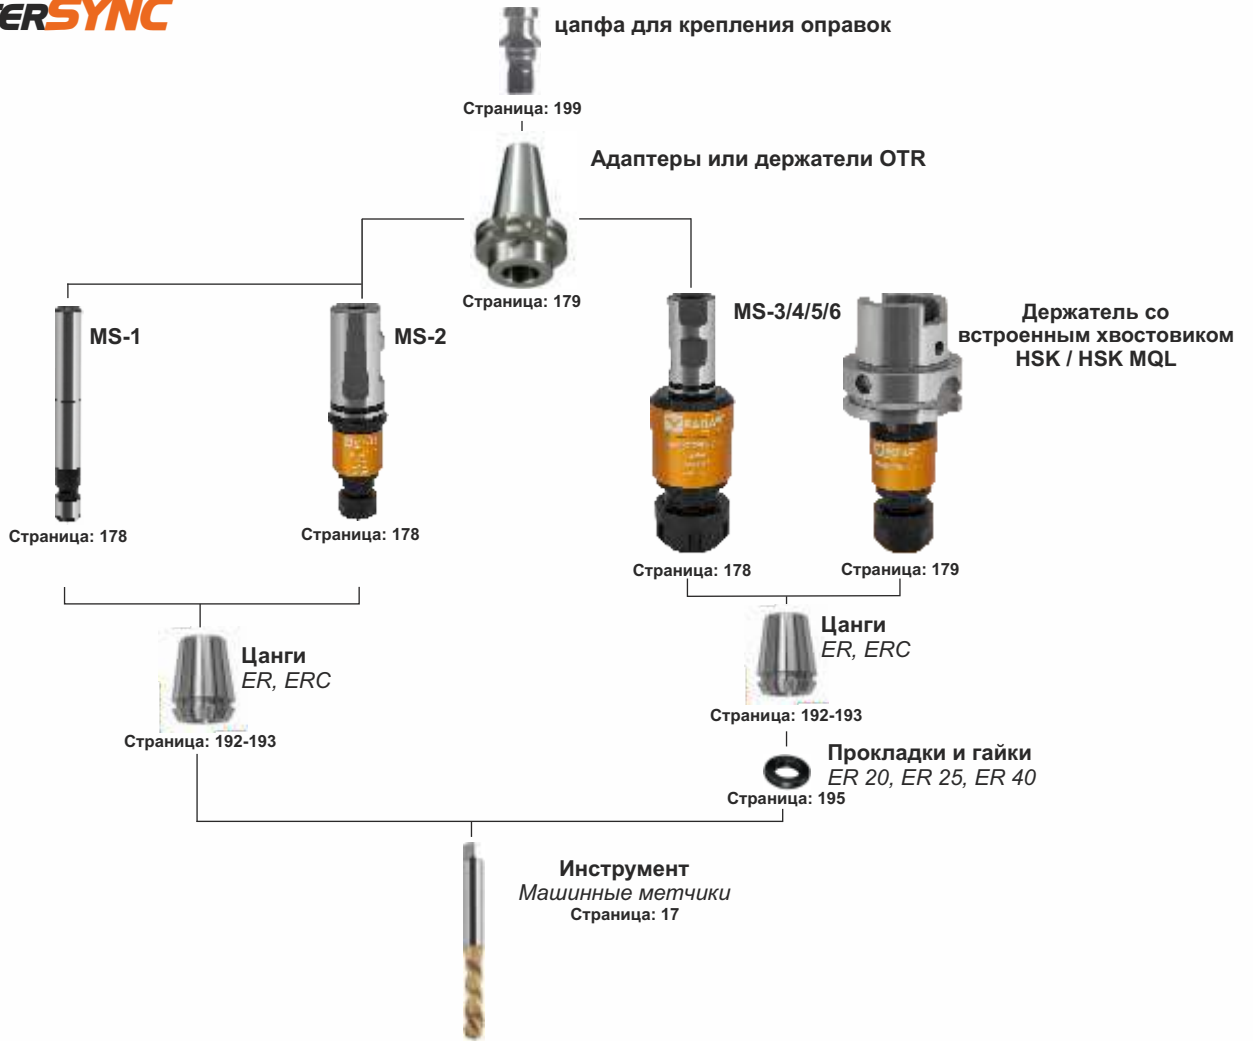 ERSYNC
цапфа для крепления оправок
Страница: 199
Адаптеры или держатели OTR
Страница: 179
MS-1
MS-2
MS-3/4/5/6
Держатель со
встроенным хвостовиком
HSK / HSK MQL
Страница: 178
Страница: 178
Страница: 178
Страница: 179
Цанги
ER, ERC
Страница: 192-193
Цанги
ER, ERC
Страница: 192-193
Прокладки и гайки
ER 20, ER 25, ER 40
Страница: 195
Инструмент
Машинные метчики
Страница: 17